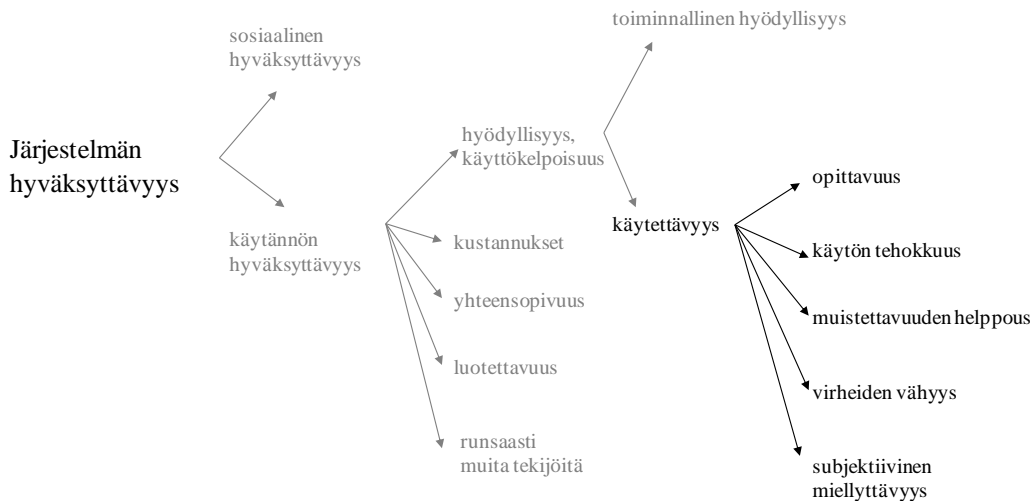 Järjestelmän
hyväksyttävyys
sosiaalinen
hyväksyttävyys
käytännön
hyväksyttävyys
hyödyllisyys,
käyttökelpoisuus
kustannukset
yhteensopivuus
luotettavuus
runsaasti
muita tekijöitä
toiminnallinen hyödyllisyys
käytettävyys
opittavuus
käytön tehokkuus
muistettavuuden helppous
virheiden vähyys
subjektiivinen
miellyttävyys